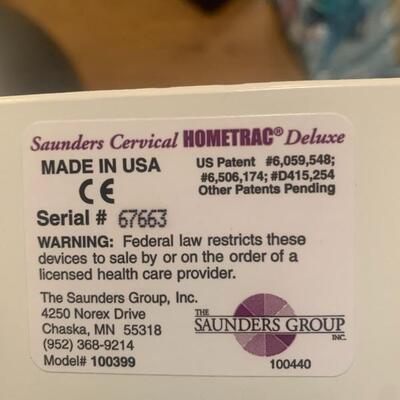 Saunders Cervical HOMETRAC® Deluxe
MADE IN USA
CE
US Patent #6,059,548;
#6,506,174; #D415,254
Other Patents Pending
Serial # 67663
WARNING: Federal law restricts these
devices to sale by or on the order of a
licensed health care provider.
The Saunders Group, Inc.
4250 Norex Drive
Chaska, MN 55318
(952) 368-9214
Model# 100399
THE
SAUNDERS GROUP
INC.
100440